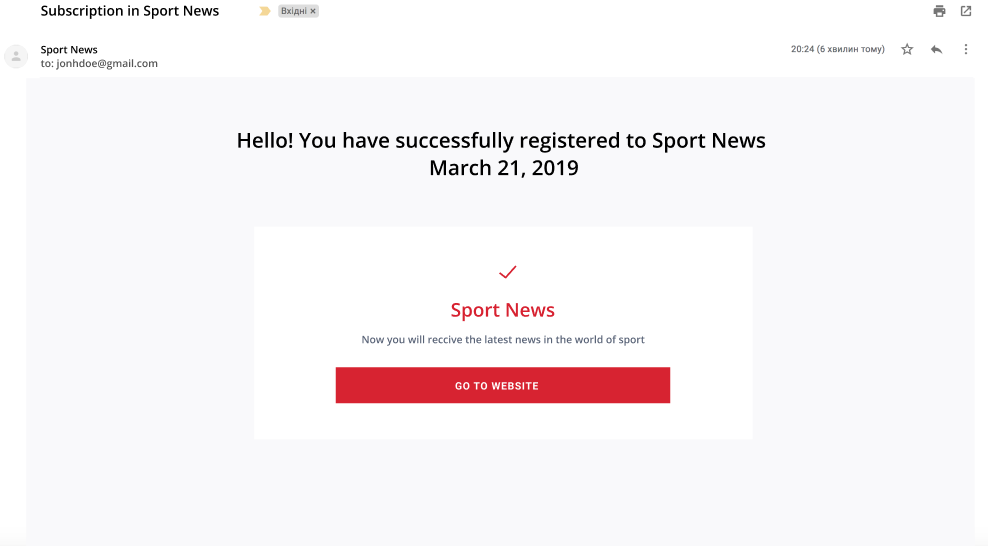 Subscription in Sport News
Вхідні ×
Sport News
20:24 (6 хвилин тому)
to: jonhdoe@gmail.com
Hello! You have successfully registered to Sport News
March 21, 2019
Sport News
Now you will reccive the latest news in the world of sport
GO TO WEBSITE